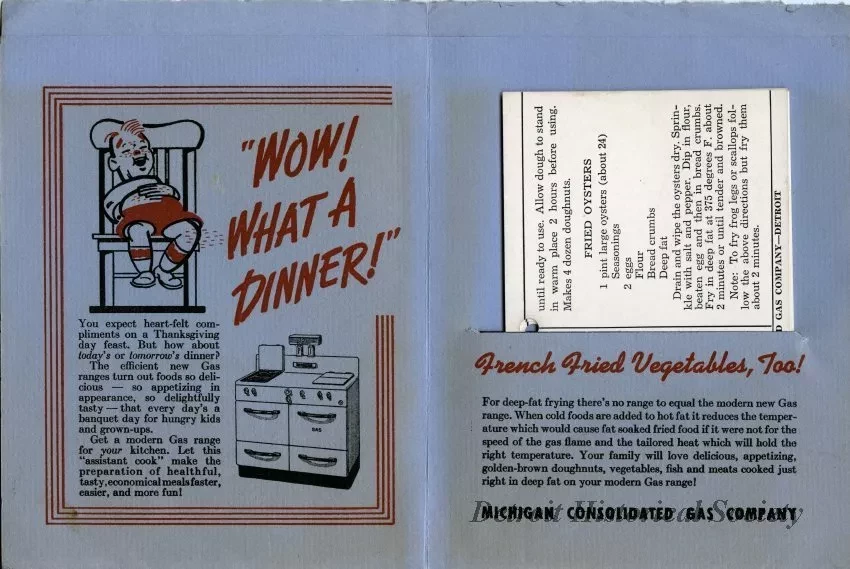 "WOW!
WHAT A
DINNER!"
You expect heart-felt com-
pliments on a Thanksgiving
day feast. But how about
today's or tomorrow's dinner?
The efficient new Gas
ranges turn out foods so deli-
cious — so appetizing in
appearance, so delightfully
tasty — that every day's a
banquet day for hungry kids
and grown-ups.
Get a modern Gas range
for your kitchen. Let this
"assistant cook" make the
preparation of healthful,
tasty, economical meals faster,
easier, and more fun!
GAS
until ready to use. Allow dough to stand
in warm place 2 hours before using.
Makes 4 dozen doughnuts.
FRIED OYSTERS
1 pint large oysters (about 24)
Seasonings
2 eggs
Flour
Bread crumbs
Deep fat
Drain and wipe the oysters dry. Sprin-
kle with salt and pepper. Dip in flour,
beaten egg and then in bread crumbs.
Fry in deep fat at 375 degrees F. about
2 minutes or until tender and browned.
Note: To fry frog legs or scallops fol-
low the above directions but fry them
about 2 minutes.
D GAS COMPANY—DETROIT
French Fried Vegetables, Too!
For deep-fat frying there's no range to equal the modern new Gas
range. When cold foods are added to hot fat it reduces the temper-
ature which would cause fat soaked fried food if it were not for the
speed of the gas flame and the tailored heat which will hold the
right temperature. Your family will love delicious, appetizing,
golden-brown doughnuts, vegetables, fish and meats cooked just
right in deep fat on your modern Gas range!
MICHIGAN CONSOLIDATED GAS COMPANY
Detroit Historical Society